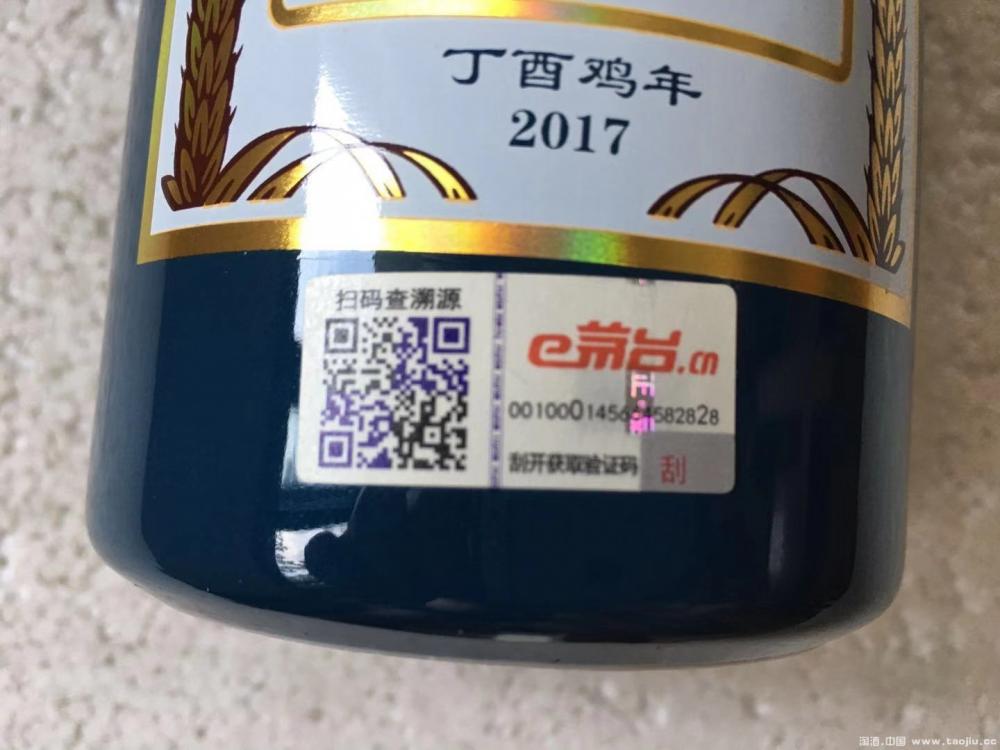 丁酉鸡年
2017
扫码查溯源
e茅台.cn
刮开获取验证码
刮
淘酒.中国 www.taojiu.cc